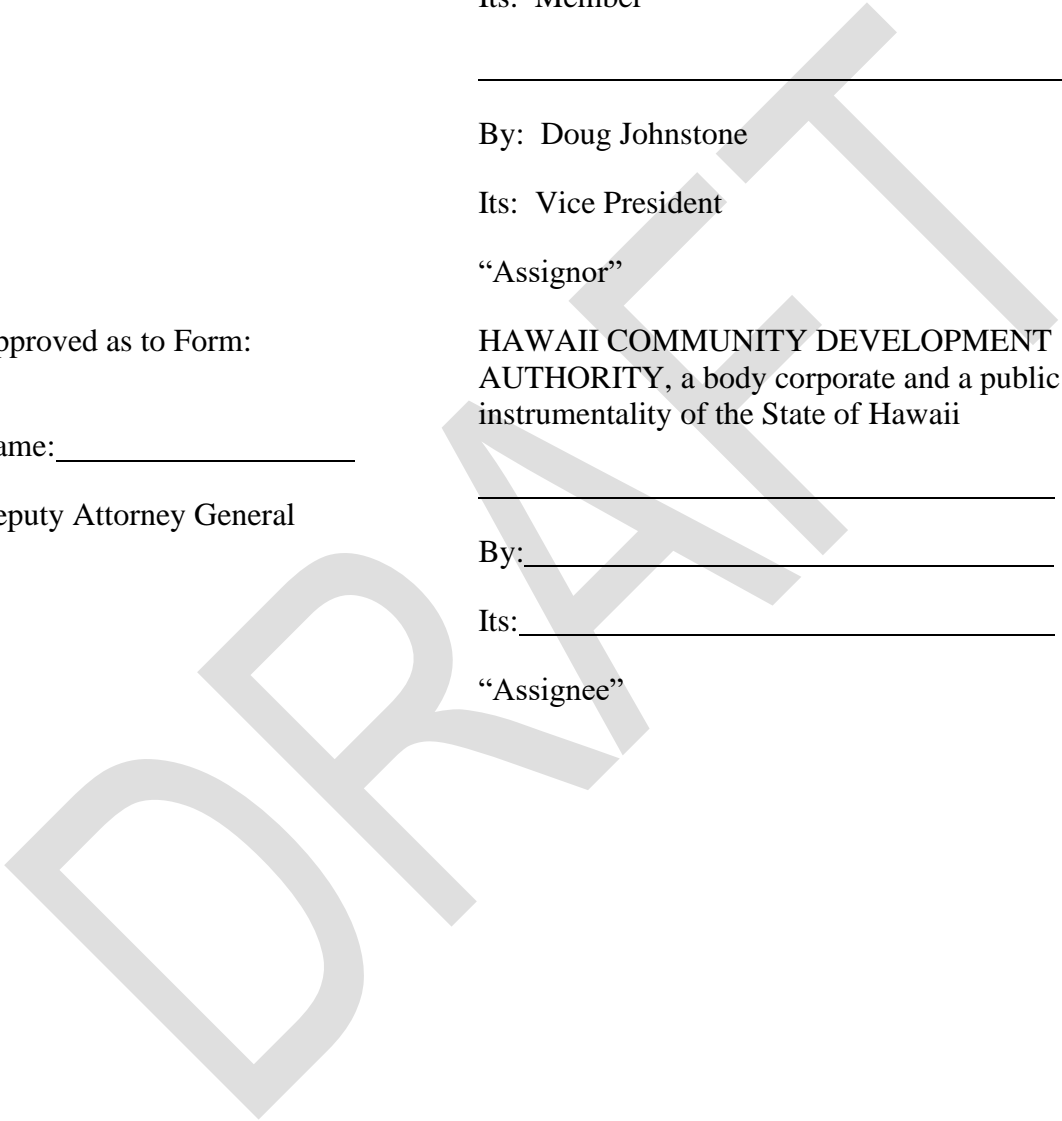 Its: Member
By: Doug Johnstone
Its: Vice President
“Assignor”
pproved as to Form:
ame:
eputy Attorney General
HAWAII COMMUNITY DEVELOPMENT
AUTHORITY, a body corporate and a public
instrumentality of the State of Hawaii
By:
Its:
“Assignee”
DRAFT